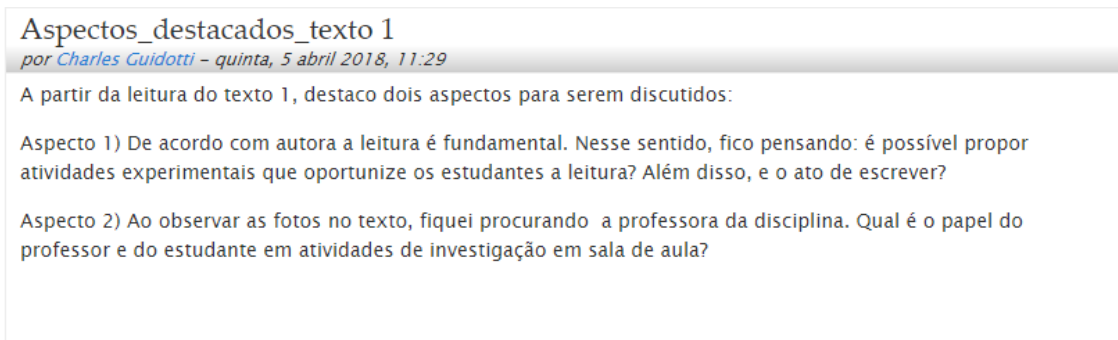 Aspectos_destacados_texto 1
por Charles Guidotti – quinta, 5 abril 2018, 11:29
A partir da leitura do texto 1, destaco dois aspectos para serem discutidos:
Aspecto 1) De acordo com autora a leitura é fundamental. Nesse sentido, fico pensando: é possível propor
atividades experimentais que oportunize os estudantes a leitura? Além disso, e o ato de escrever?
Aspecto 2) Ao observar as fotos no texto, fiquei procurando  a professora da disciplina. Qual é o papel do
professor e do estudante em atividades de investigação em sala de aula?